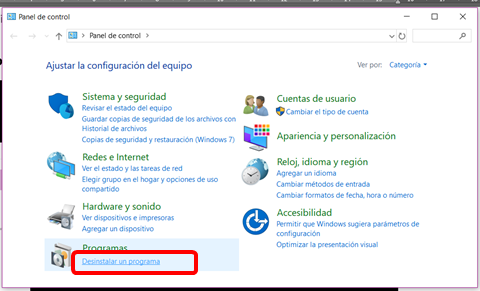 Panel de control
Panel de control
Ajustar la configuración del equipo
Ver por: Categoría
Sistema y seguridad
Revisar el estado del equipo
Guardar copias de seguridad de los archivos con
Historial de archivos
Copias de seguridad y restauración (Windows 7)
Redes e Internet
Ver el estado y las tareas de red
Elegir grupo en el hogar y opciones de uso
compartido
Hardware y sonido
Ver dispositivos e impresoras
Agregar un dispositivo
Programas
Desinstalar un programa
Cuentas de usuario
Cambiar el tipo de cuenta
Apariencia y personalización
Reloj, idioma y región
Agregar un idioma
Cambiar métodos de entrada
Cambiar formatos de fecha, hora o número
Accesibilidad
Permitir que Windows sugiera parámetros de
configuración
Optimizar la presentación visual